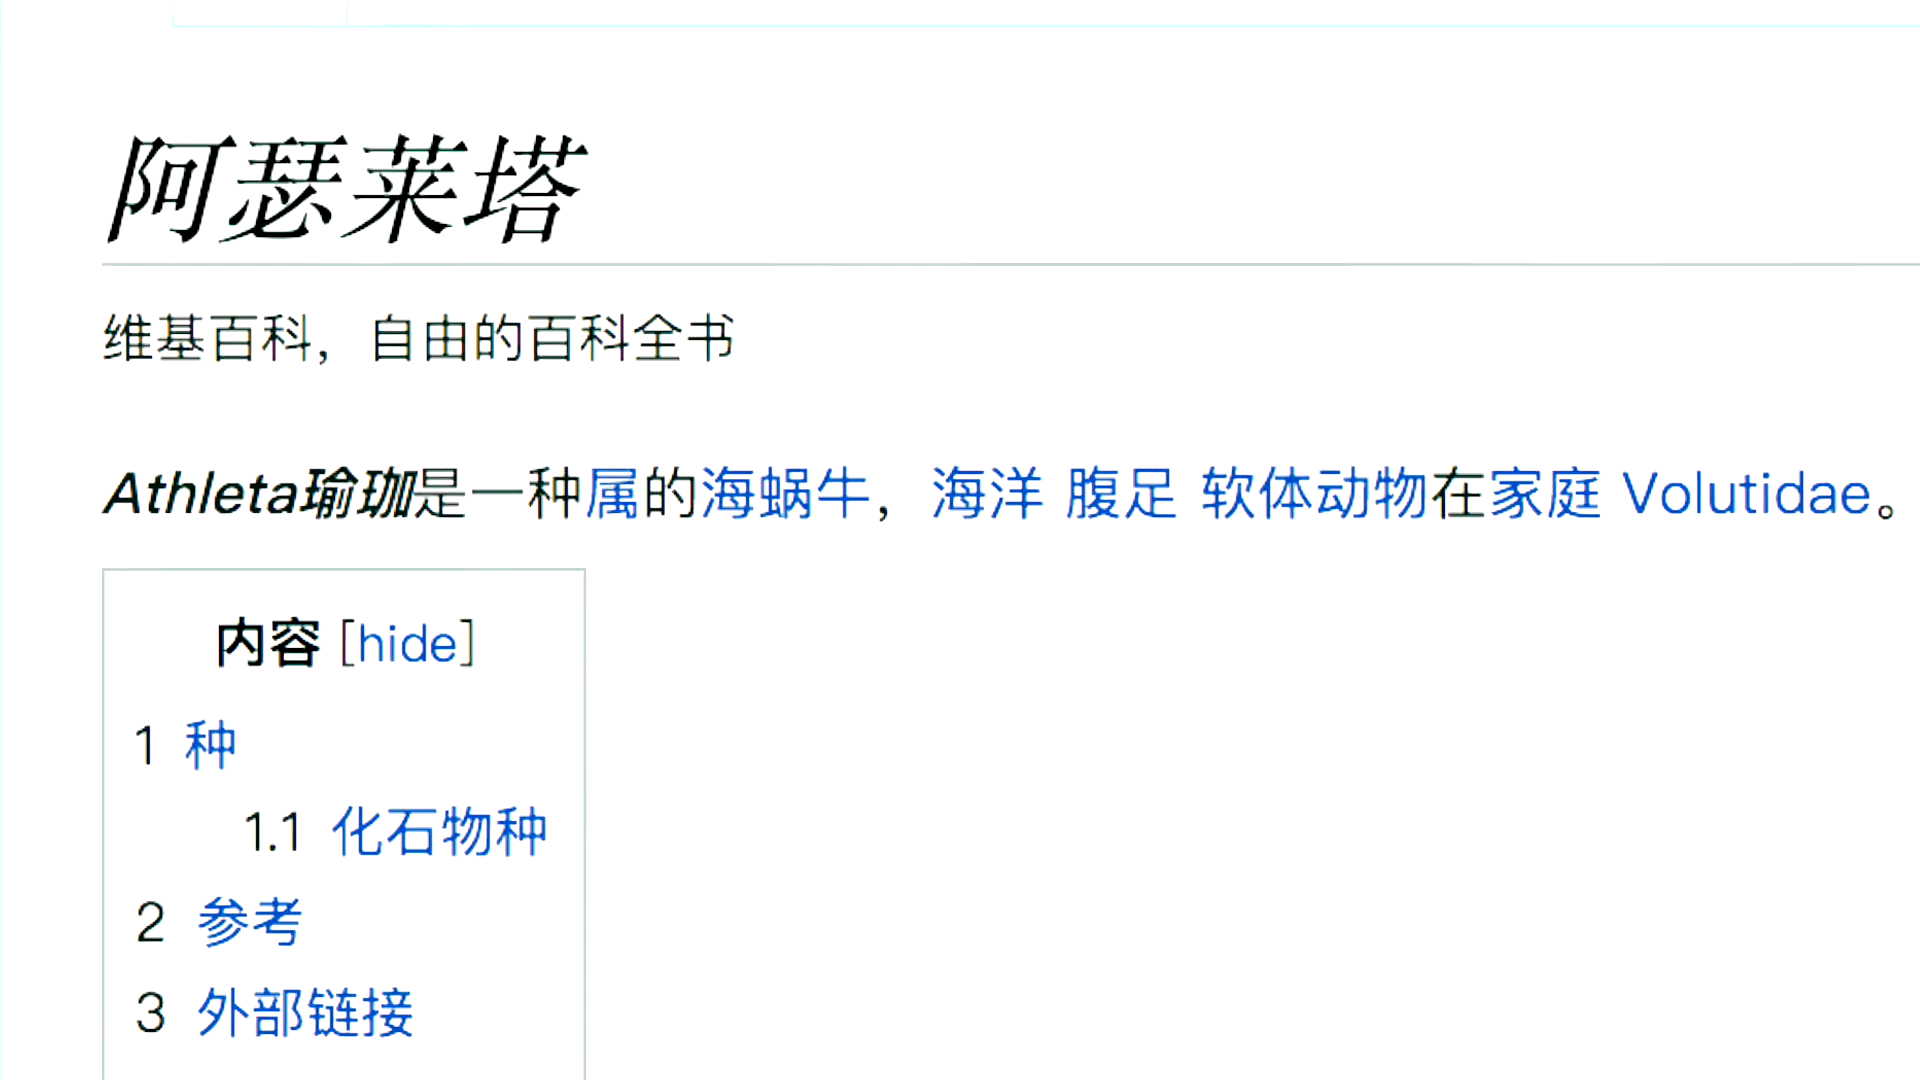 阿瑟莱塔
维基百科，自由的百科全书
Athleta瑜珈是一种属的海蜗牛，海洋 腹足 软体动物在家庭 Volutidae。
内容 [hide]
1 种
1.1 化石物种
2 参考
3 外部链接